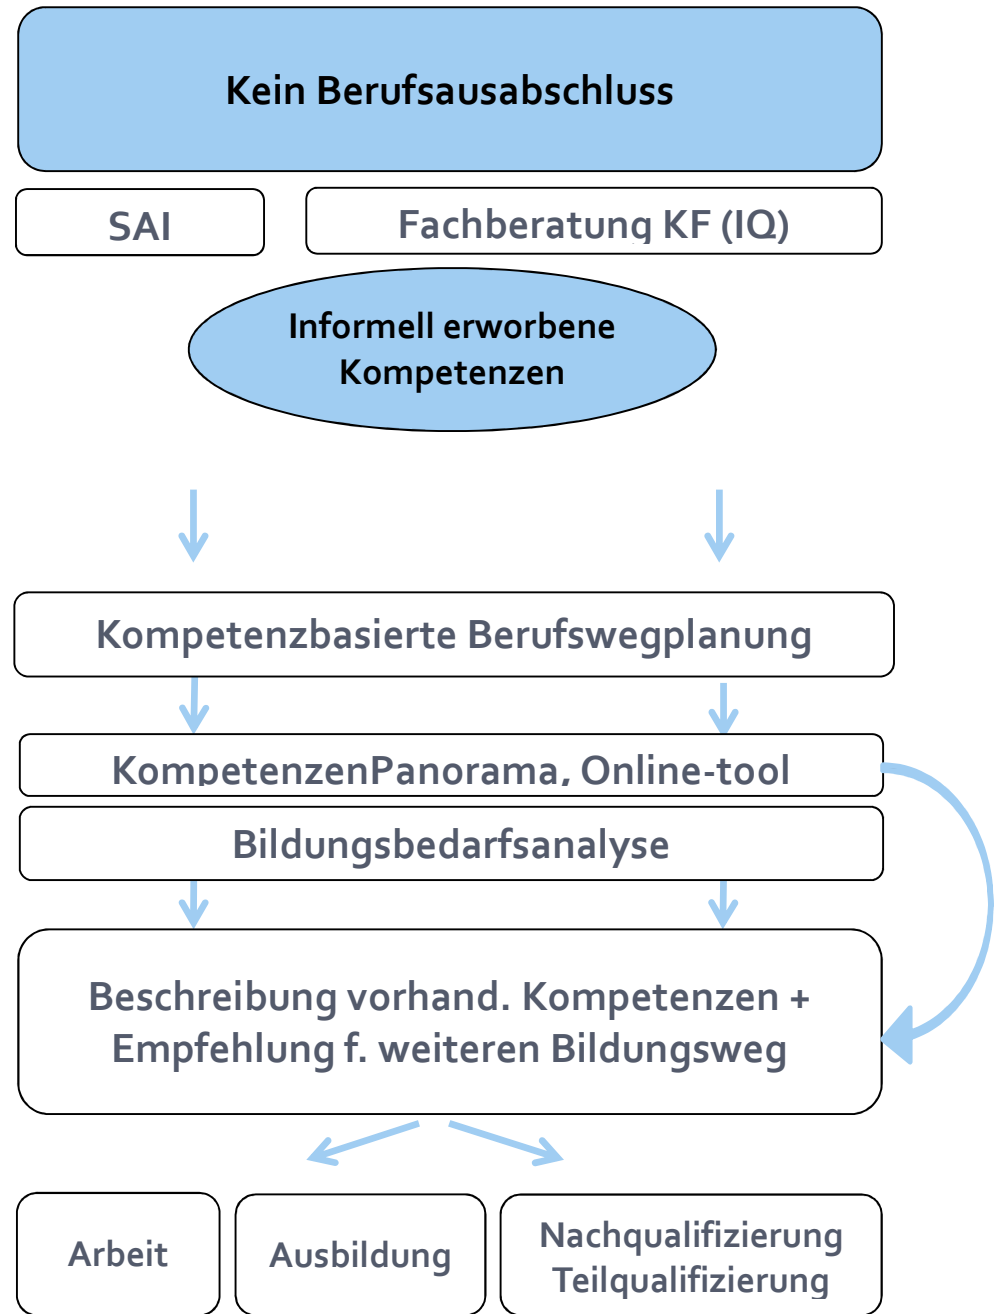 Kein Berufsausabschluss
SAI
Fachberatung KF (IQ)
Informell erworbene
Kompetenzen
Kompetenzbasierte Berufswegplanung
KompetenzenPanorama, Online-tool
Bildungsbedarfsanalyse
Beschreibung vorhand. Kompetenzen +
Empfehlung f. weiteren Bildungsweg
Arbeit
Ausbildung
Nachqualifizierung
Teilqualifizierung